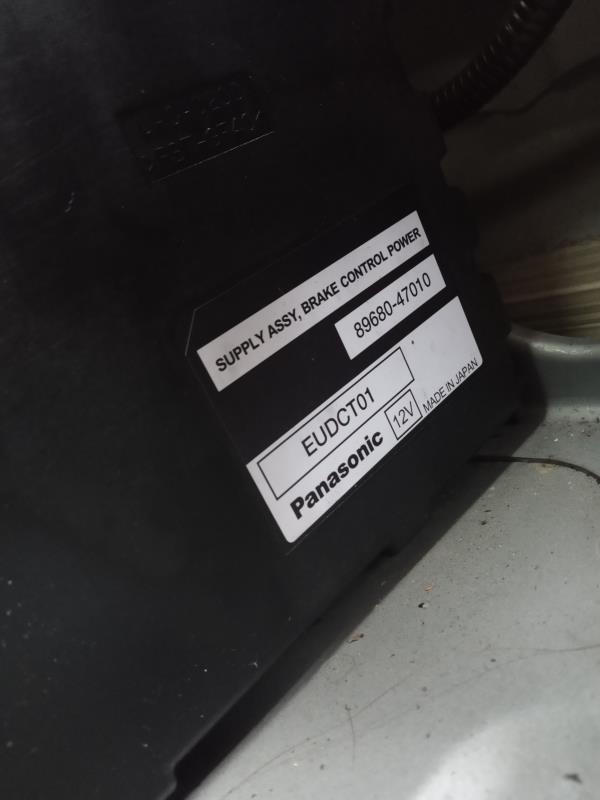 SUPPLY ASSY, BRAKE CONTROL POWER
89680-47010
EUDCT01
Panasonic 12V MADE IN JAPAN